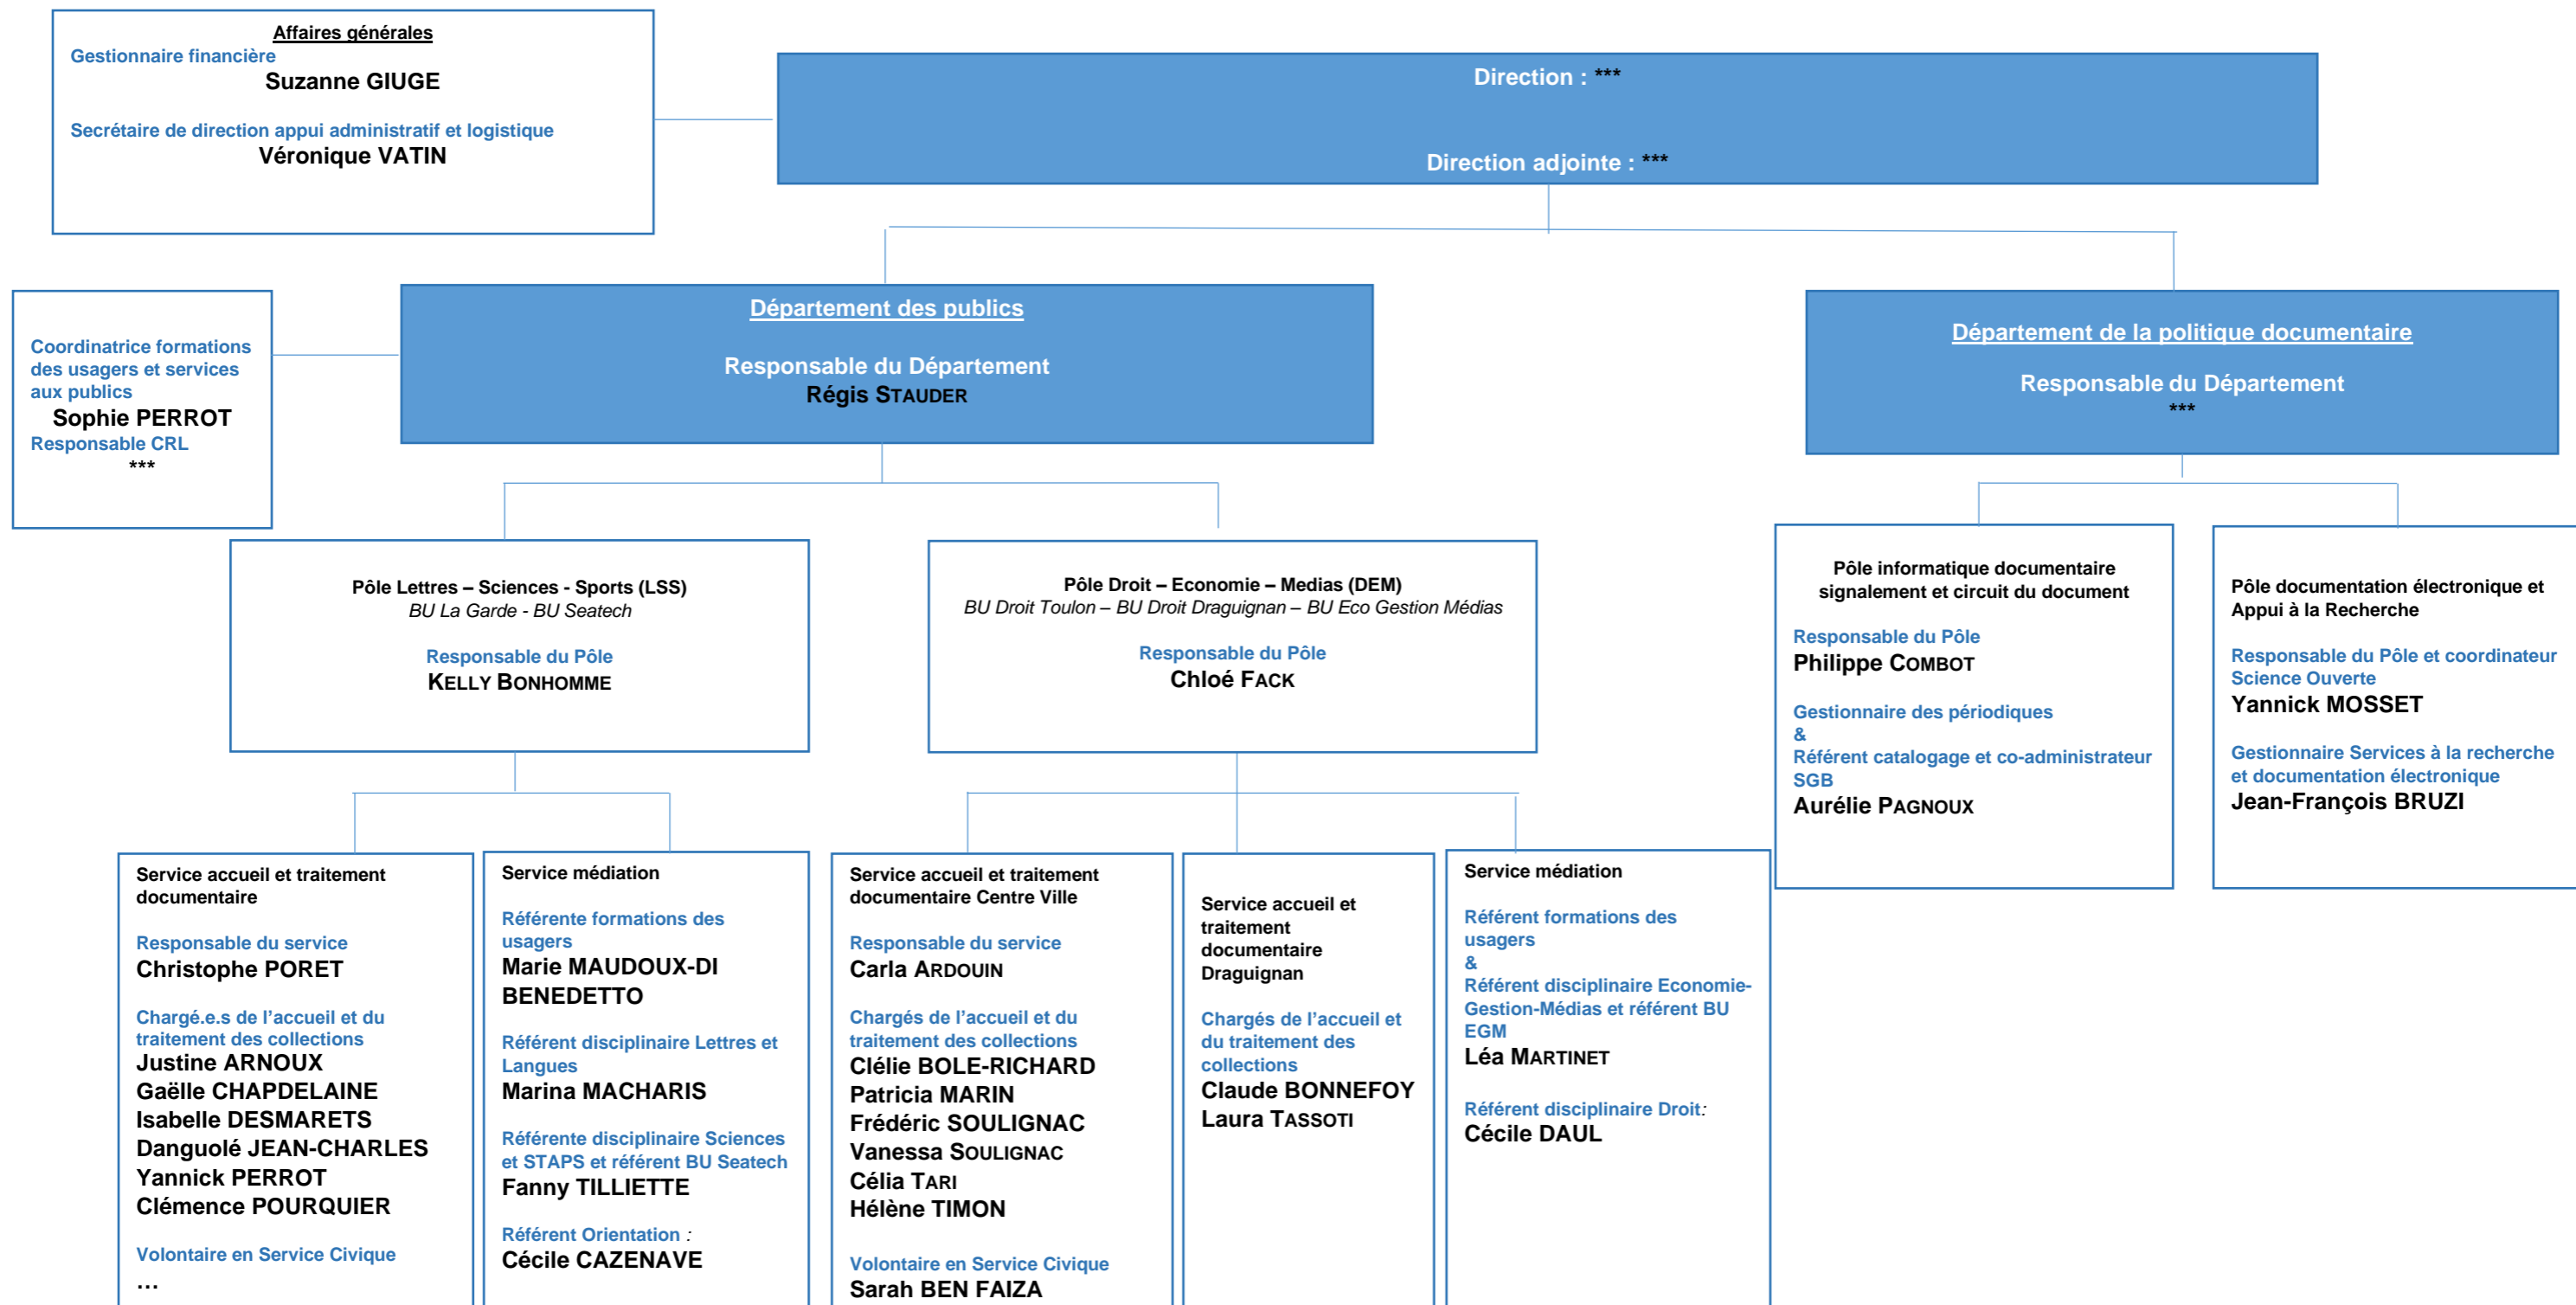 Affaires générales
Gestionnaire financière
Suzanne GIUGE
Secrétaire de direction appui administratif et logistique
Véronique VATIN
Direction : ***
Direction adjointe : ***
Coordinatrice formations
des usagers et services
aux publics
Sophie PERROT
Responsable CRL
***
Département des publics
Responsable du Département
Régis STAUDER
Département de la politique documentaire
Responsable du Département
***
Pôle Lettres – Sciences - Sports (LSS)
BU La Garde - BU Seatech
Responsable du Pôle
KELLY BONHOMME
Pôle Droit – Economie – Medias (DEM)
BU Droit Toulon – BU Droit Draguignan – BU Eco Gestion Médias
Responsable du Pôle
Chloé FACK
Pôle informatique documentaire
signalement et circuit du document
Responsable du Pôle
Philippe COMBOT
Gestionnaire des périodiques
&
Référent catalogage et co-administrateur
SGB
Aurélie PAGNOUX
Pôle documentation électronique et
Appui à la Recherche
Responsable du Pôle et coordinateur
Science Ouverte
Yannick MOSSET
Gestionnaire Services à la recherche
et documentation électronique
Jean-François BRUZI
Service accueil et traitement
documentaire
Responsable du service
Christophe PORET
Chargé.e.s de l'accueil et du
traitement des collections
Justine ARNOUX
Gaëlle CHAPDELAINE
Isabelle DESMARETS
Danguolé JEAN-CHARLES
Yannick PERROT
Clémence POURQUIER
Volontaire en Service Civique
…
Service médiation
Référente formations des
usagers
Marie MAUDOUX-DI
BENEDETTO
Référent disciplinaire Lettres et
Langues
Marina MACHARIS
Référente disciplinaire Sciences
et STAPS et référent BU Seatech
Fanny TILLIETTE
Référent Orientation :
Cécile CAZENAVE
Service accueil et traitement
documentaire Centre Ville
Responsable du service
Carla ARDOUIN
Chargés de l'accueil et du
traitement des collections
Clélie BOLE-RICHARD
Patricia MARIN
Frédéric SOULIGNAC
Vanessa SOULIGNAC
Célia TARI
Hélène TIMON
Volontaire en Service Civique
Sarah BEN FAIZA
Service accueil et
traitement
documentaire
Draguignan
Chargés de l'accueil et
du traitement des
collections
Claude BONNEFOY
Laura TASSOTI
Service médiation
Référent formations des
usagers
&
Référent disciplinaire Economie-
Gestion-Médias et référent BU
EGM
Léa MARTINET
Référent disciplinaire Droit:
Cécile DAUL